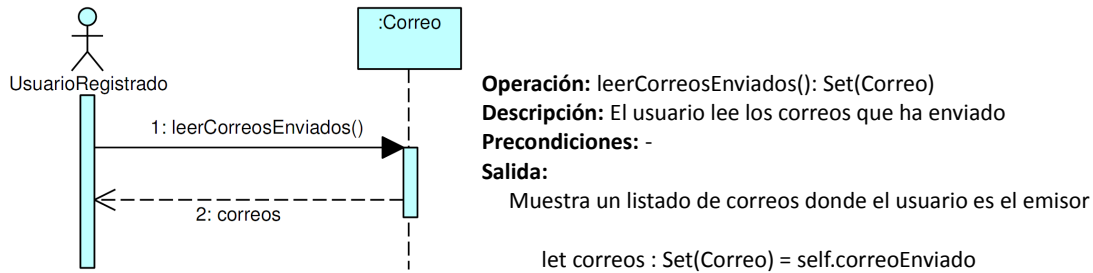 :Correo
UsuarioRegistrado
1: leerCorreosEnviados()
2: correos
Operación: leerCorreosEnviados(): Set(Correo)
Descripción: El usuario lee los correos que ha enviado
Precondiciones: -
Salida:
Muestra un listado de correos donde el usuario es el emisor
let correos : Set(Correo) = self.correoEnviado